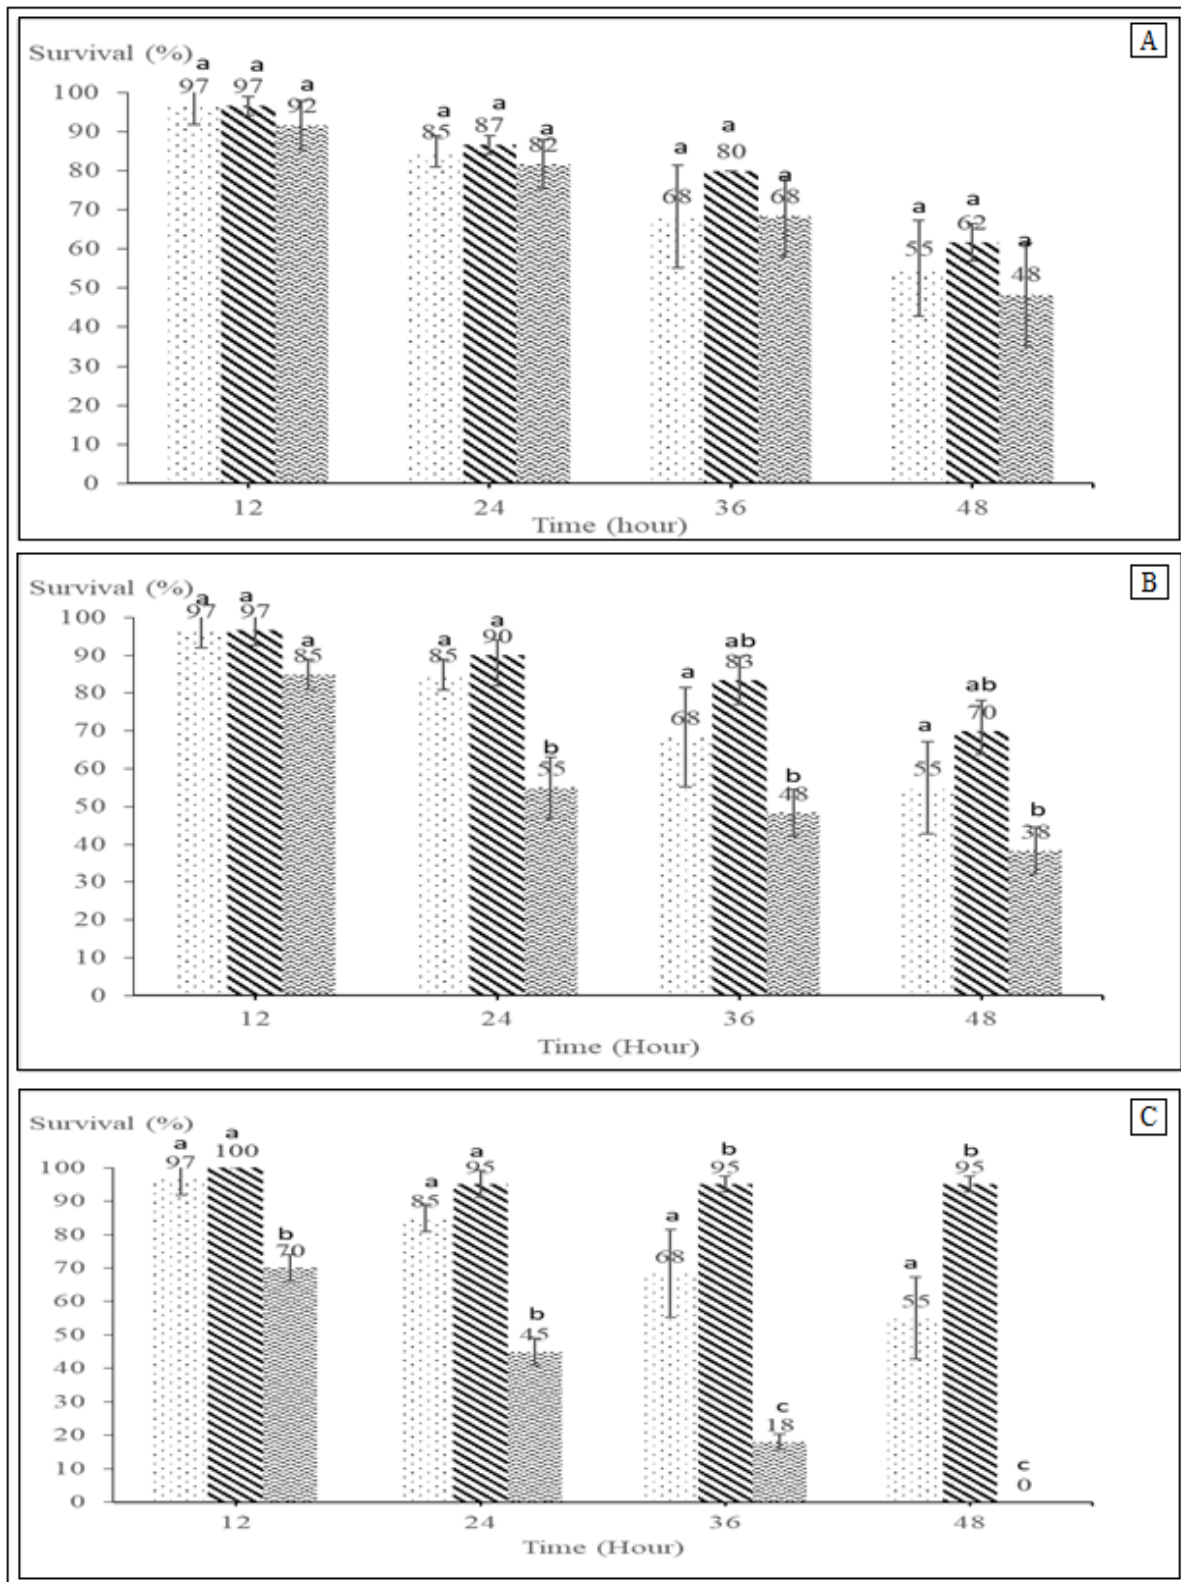 A
Survival (%)
a a a
97 97 92
a a a
85 87 82
a a a
68 80 68
a a a
55 62 48
100
90
80
70
60
50
40
30
20
10
0
12 24 36 48
Time (hour)
B
Survival (%)
a a a
97 97 85
a a b
85 90 55
a ab b
68 83 48
a ab b
55 70 38
100
90
80
70
60
50
40
30
20
10
0
12 24 36 48
Time (Hour)
C
Survival (%)
a a b
97 100 70
a a b
85 95 45
a b c
68 95 18
a b c
55 95 0
100
90
80
70
60
50
40
30
20
10
0
12 24 36 48
Time (Hour)